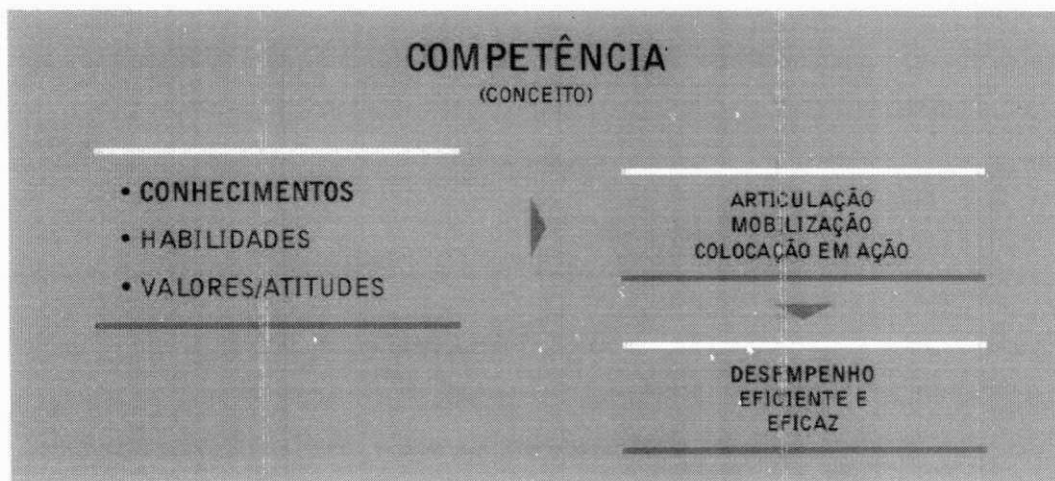 COMPETÊNCIA
(CONCEITO)
• CONHECIMENTOS
• HABILIDADES
• VALORES/ATITUDES
ARTICULAÇÃO
MOBILIZAÇÃO
COLOCAÇÃO EM AÇÃO
DESEMPENHO
EFICIENTE E
EFICAZ